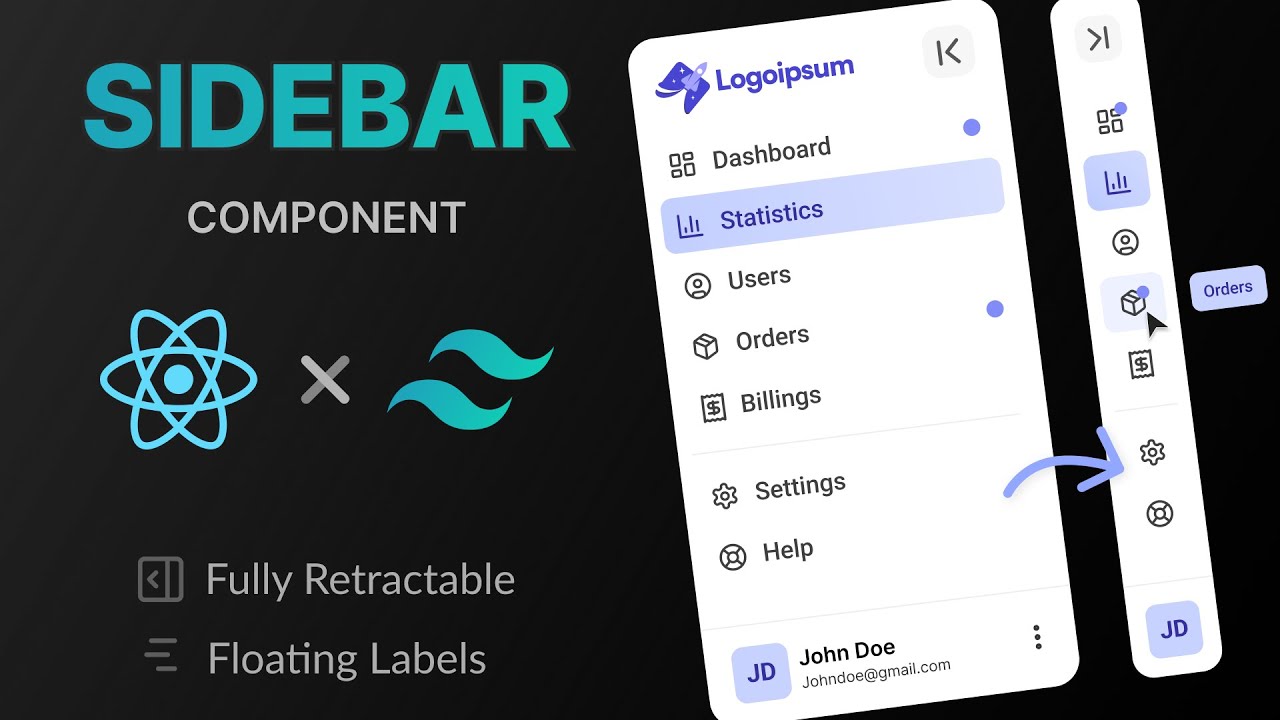 SIDEBAR
COMPONENT
Fully Retractable
Floating Labels
Logoipsum
Dashboard
Statistics
Users
Orders
Billings
Settings
Help
JD
John Doe
Johndoe@gmail.com
Orders
JD